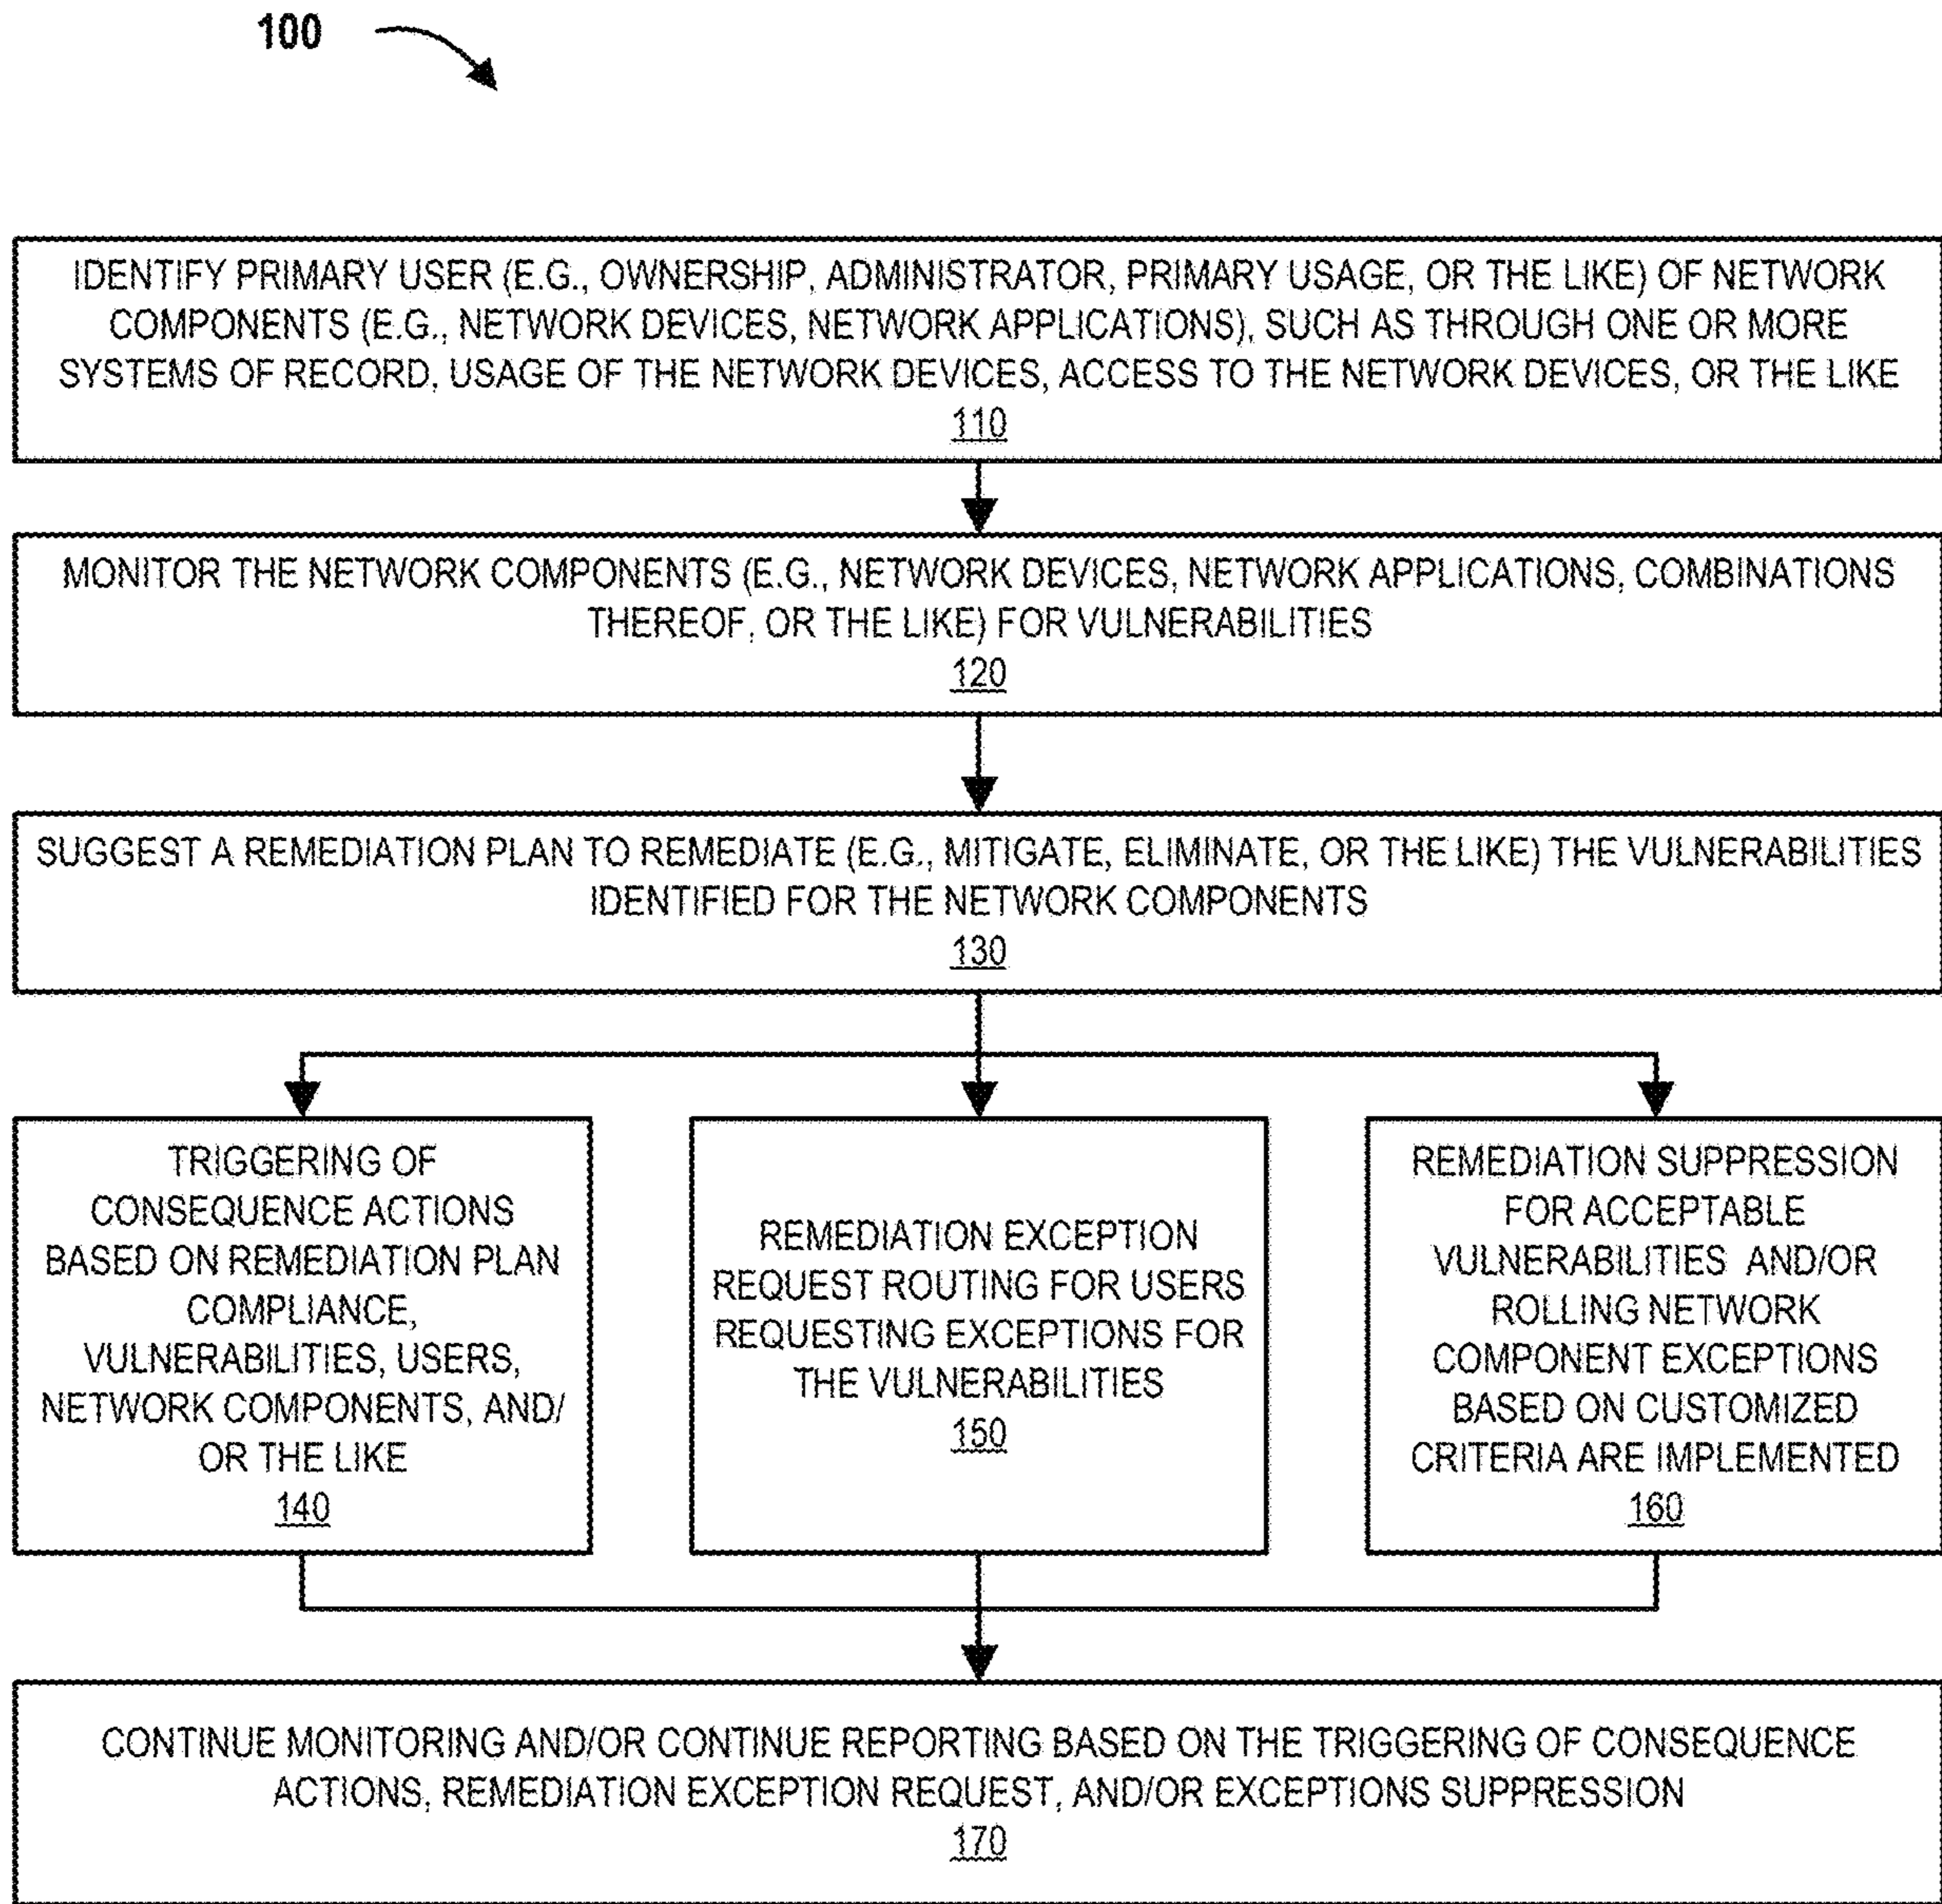 100
IDENTIFY PRIMARY USER (E.G., OWNERSHIP, ADMINISTRATOR, PRIMARY USAGE, OR THE LIKE) OF NETWORK
COMPONENTS (E.G., NETWORK DEVICES, NETWORK APPLICATIONS), SUCH AS THROUGH ONE OR MORE
SYSTEMS OF RECORD, USAGE OF THE NETWORK DEVICES, ACCESS TO THE NETWORK DEVICES, OR THE LIKE
110
MONITOR THE NETWORK COMPONENTS (E.G., NETWORK DEVICES, NETWORK APPLICATIONS, COMBINATIONS
THEREOF, OR THE LIKE) FOR VULNERABILITIES
120
SUGGEST A REMEDIATION PLAN TO REMEDIATE (E.G., MITIGATE, ELIMINATE, OR THE LIKE) THE VULNERABILITIES
IDENTIFIED FOR THE NETWORK COMPONENTS
130
TRIGGERING OF
CONSEQUENCE ACTIONS
BASED ON REMEDIATION PLAN
COMPLIANCE,
VULNERABILITIES, USERS,
NETWORK COMPONENTS, AND/
OR THE LIKE
140
REMEDIATION EXCEPTION
REQUEST ROUTING FOR USERS
REQUESTING EXCEPTIONS FOR
THE VULNERABILITIES
150
REMEDIATION SUPPRESSION
FOR ACCEPTABLE
VULNERABILITIES AND/OR
ROLLING NETWORK
COMPONENT EXCEPTIONS
BASED ON CUSTOMIZED
CRITERIA ARE IMPLEMENTED
160
CONTINUE MONITORING AND/OR CONTINUE REPORTING BASED ON THE TRIGGERING OF CONSEQUENCE
ACTIONS, REMEDIATION EXCEPTION REQUEST, AND/OR EXCEPTIONS SUPPRESSION
170